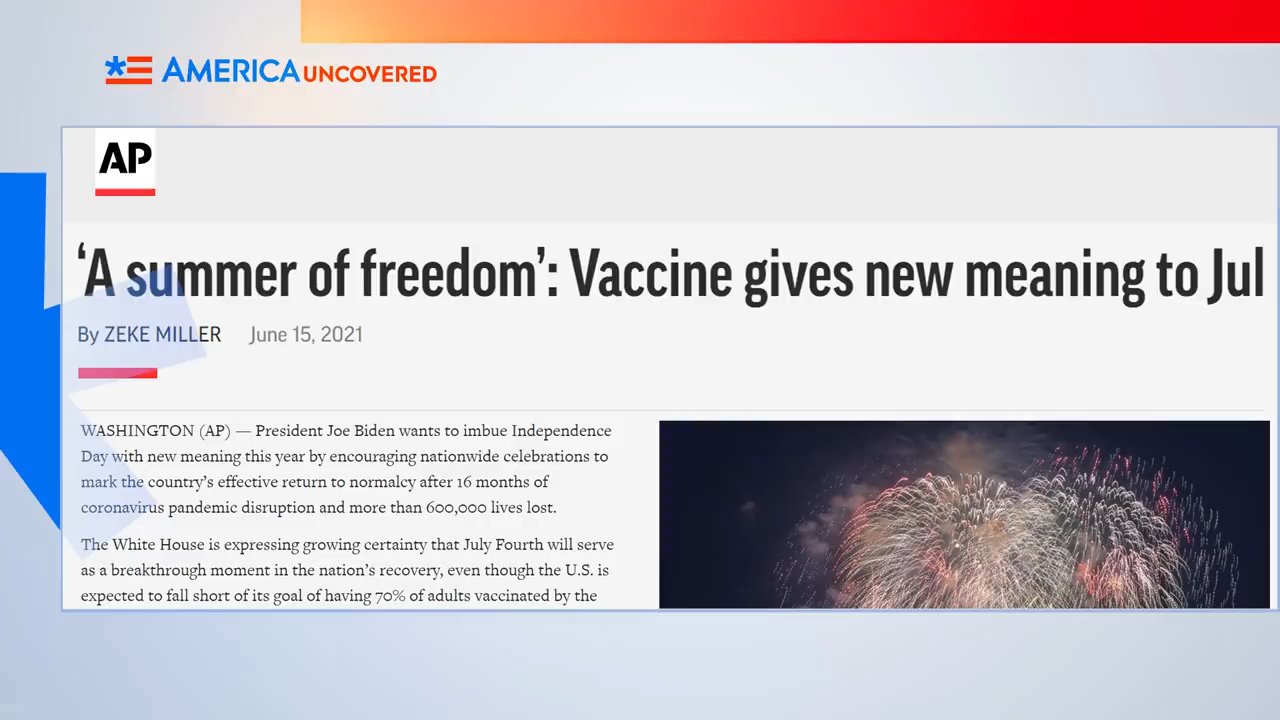 AMERICA UNCOVERED
AP
‘A summer of freedom’: Vaccine gives new meaning to Jul
By ZEKE MILLER June 15, 2021
WASHINGTON (AP) — President Joe Biden wants to imbue Independence
Day with new meaning this year by encouraging nationwide celebrations to
mark the country’s effective return to normalcy after 16 months of
coronavirus pandemic disruption and more than 600,000 lives lost.
The White House is expressing growing certainty that July Fourth will serve
as a breakthrough moment in the nation’s recovery, even though the U.S. is
expected to fall short of its goal of having 70% of adults vaccinated by the